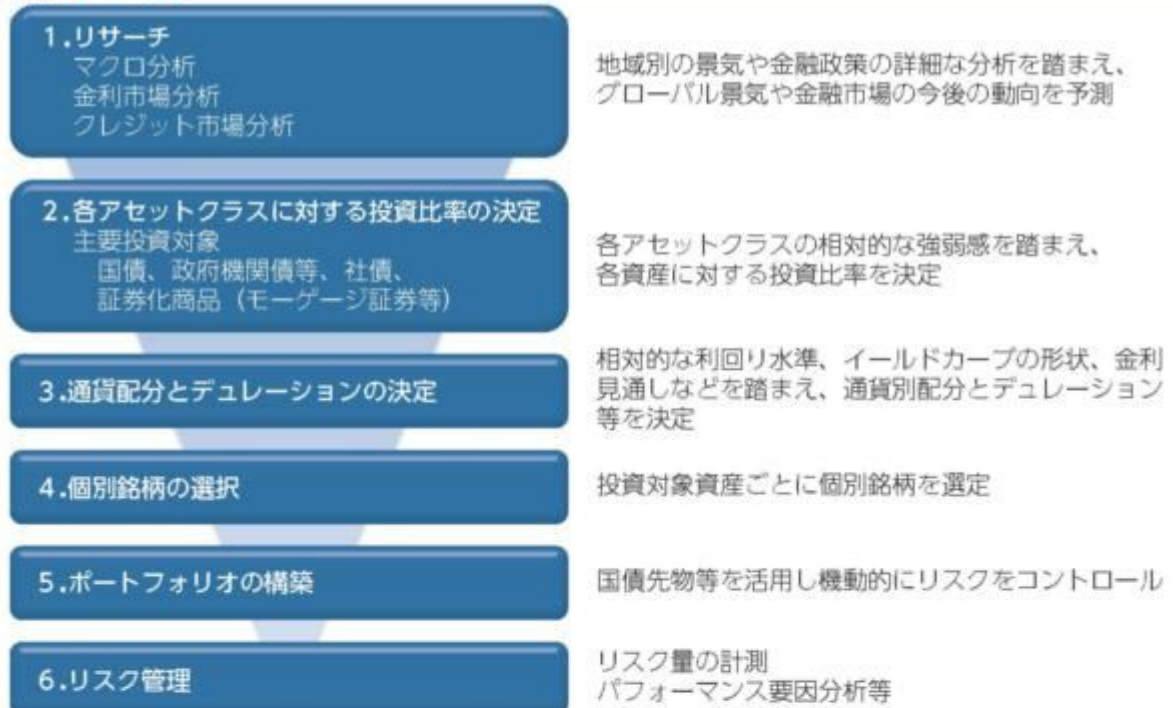 1.リサーチ
マクロ分析
金利市場分析
クレジット市場分析
地域別の景気や金融政策の詳細な分析を踏まえ、
グローバル景気や金融市場の今後の動向を予測
2.各アセットクラスに対する投資比率の決定
主要投資対象
国債、政府機関債等、社債、
証券化商品（モーゲージ証券等）
各アセットクラスの相対的な強弱感を踏まえ、
各資産に対する投資比率を決定
3.通貨配分とデュレーションの決定
相対的な利回り水準、イールドカーブの形状、金利
見通しなどを踏まえ、通貨別配分とデュレーション
等を決定
4.個別銘柄の選択
投資対象資産ごとに個別銘柄を選定
5.ポートフォリオの構築
国債先物等を活用し機動的にリスクをコントロール
6.リスク管理
リスク量の計測
パフォーマンス要因分析等